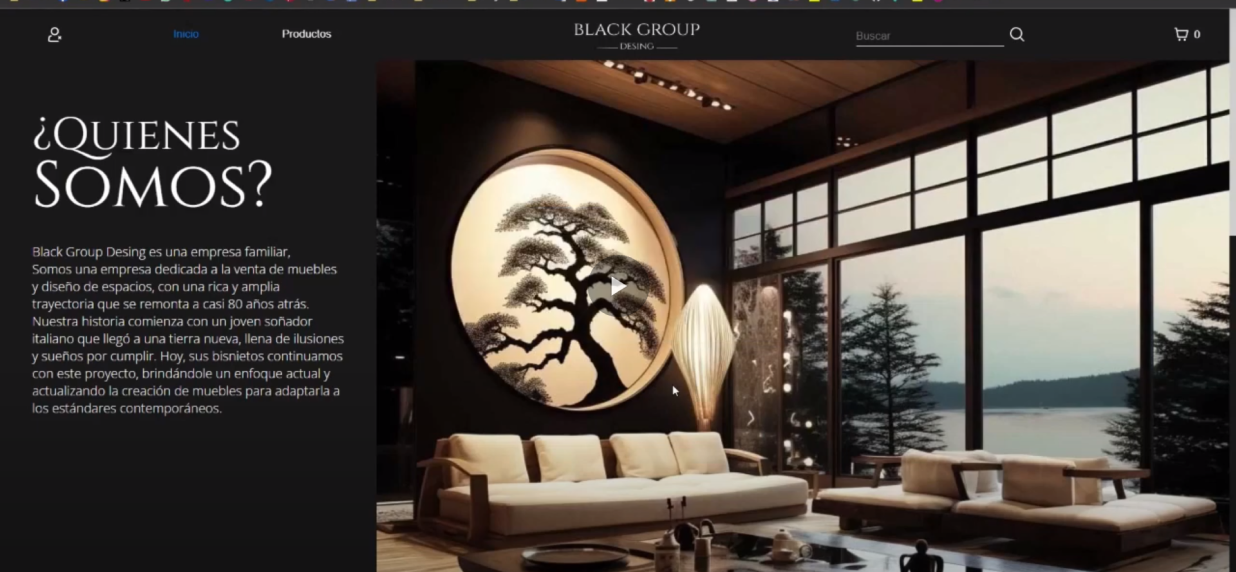 Inicio
Productos
BLACK GROUP
DESING
Buscar
0
¿QUIENES
SOMOS?
Black Group Desing es una empresa familiar,
Somos una empresa dedicada a la venta de muebles
y diseño de espacios, con una rica y amplia
trayectoria que se remonta a casi 80 años atrás.
Nuestra historia comienza con un joven soñador
italiano que llegó a una tierra nueva, llena de ilusiones
y sueños por cumplir. Hoy, sus bisnietos continuamos
con este proyecto, brindándole un enfoque actual y
actualizando la creación de muebles para adaptarla a
los estándares contemporáneos.